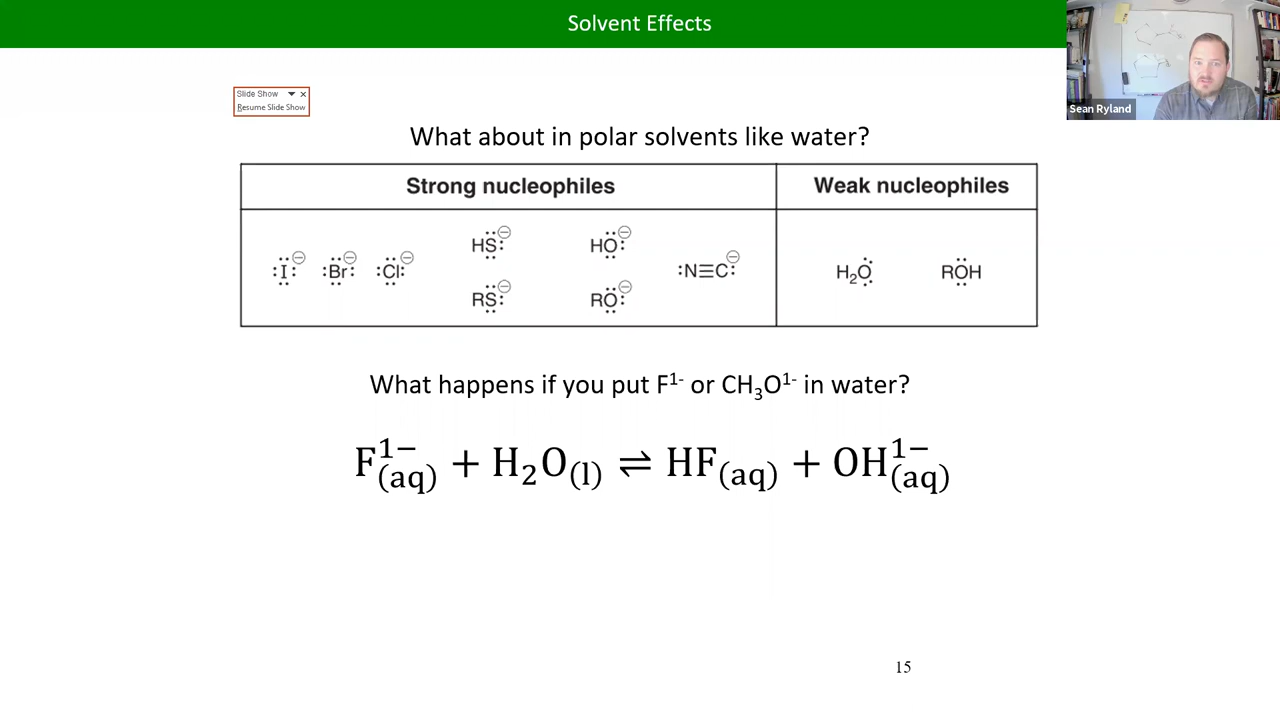 Solvent Effects
Sean Ryland
Slide Show
Resume Slide Show
What about in polar solvents like water?
Strong nucleophiles
Weak nucleophiles
:I:⊖ :Br:⊖ :Cl:⊖ HS:⊖ HO:⊖ :N≡C:⊖ H₂O ROH
RS:⊖ RO:⊖
What happens if you put F¹⁻ or CH₃O¹⁻ in water?
F¹⁻(aq) + H₂O(l) ⇌ HF(aq) + OH¹⁻(aq)
15